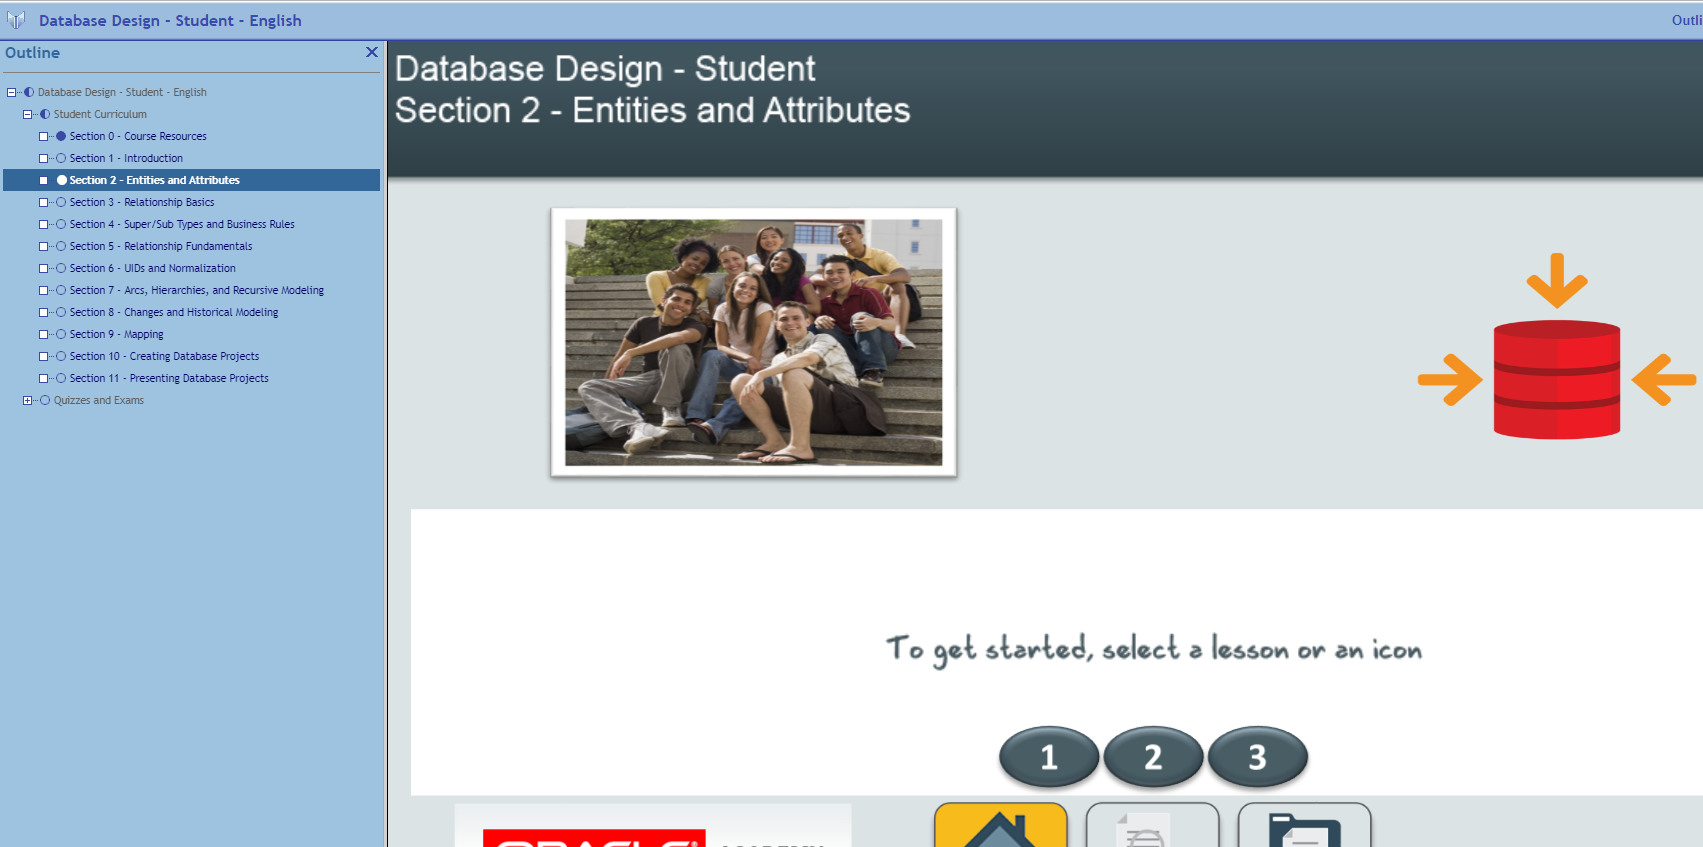 Database Design - Student - English
Outli
Outline
Database Design - Student - English
Student Curriculum
Section 0 - Course Resources
Section 1 - Introduction
Section 2 - Entities and Attributes
Section 3 - Relationship Basics
Section 4 - Super/Sub Types and Business Rules
Section 5 - Relationship Fundamentals
Section 6 - UIDs and Normalization
Section 7 - Arcs, Hierarchies, and Recursive Modeling
Section 8 - Changes and Historical Modeling
Section 9 - Mapping
Section 10 - Creating Database Projects
Section 11 - Presenting Database Projects
Quizzes and Exams
Database Design - Student
Section 2 - Entities and Attributes
To get started, select a lesson or an icon
1 2 3
ORACLE ACADEMY